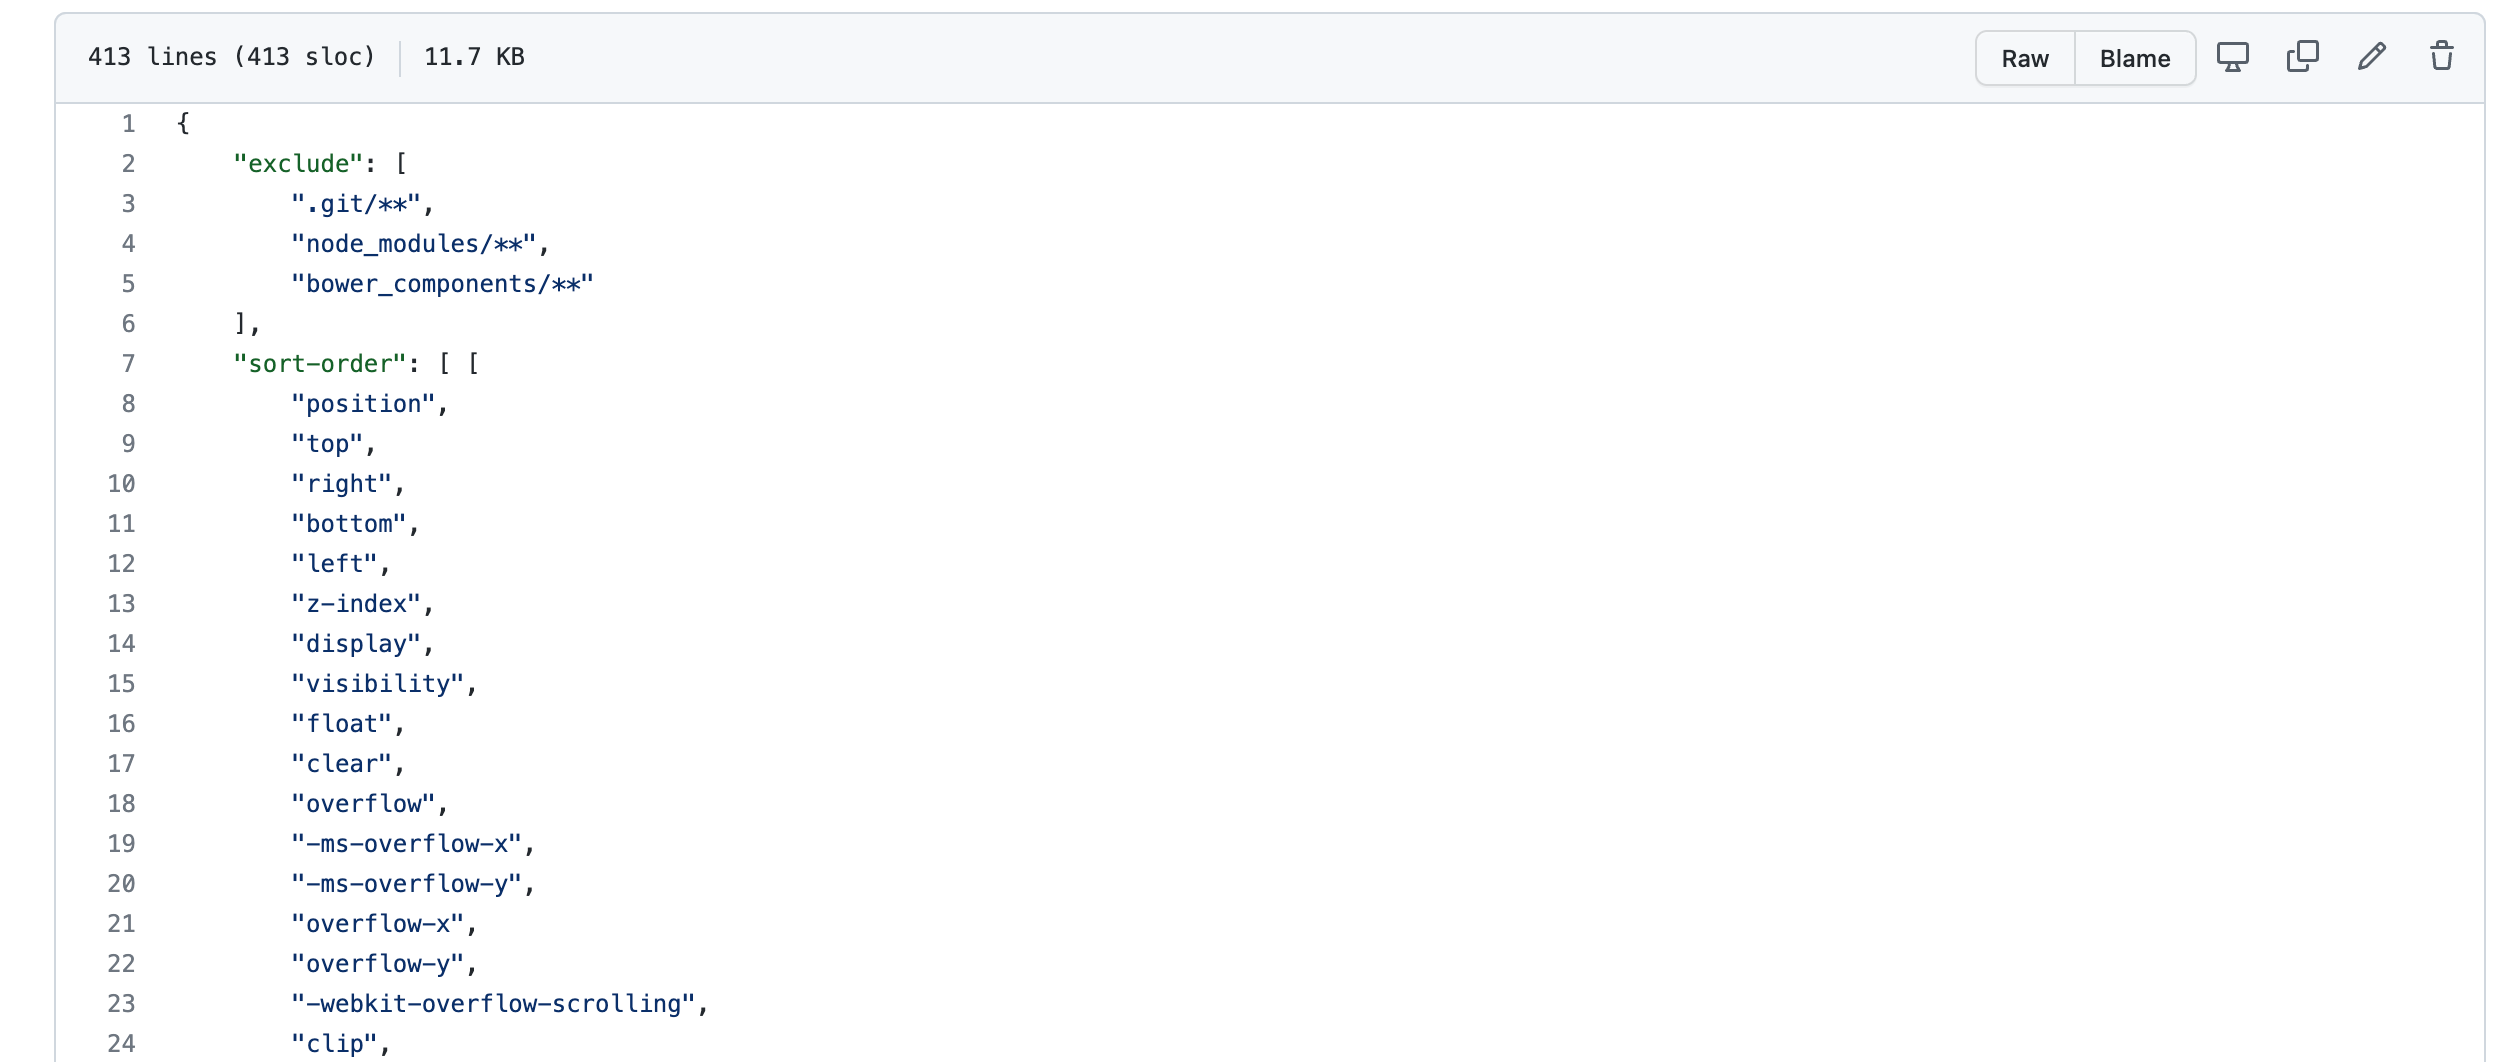 413 lines (413 sloc) 11.7 KB Raw Blame
1 {
2 "exclude": [
3 ".git/**",
4 "node_modules/**",
5 "bower_components/**"
6 ],
7 "sort-order": [ [
8 "position",
9 "top",
10 "right",
11 "bottom",
12 "left",
13 "z-index",
14 "display",
15 "visibility",
16 "float",
17 "clear",
18 "overflow",
19 "-ms-overflow-x",
20 "-ms-overflow-y",
21 "overflow-x",
22 "overflow-y",
23 "-webkit-overflow-scrolling",
24 "clip",